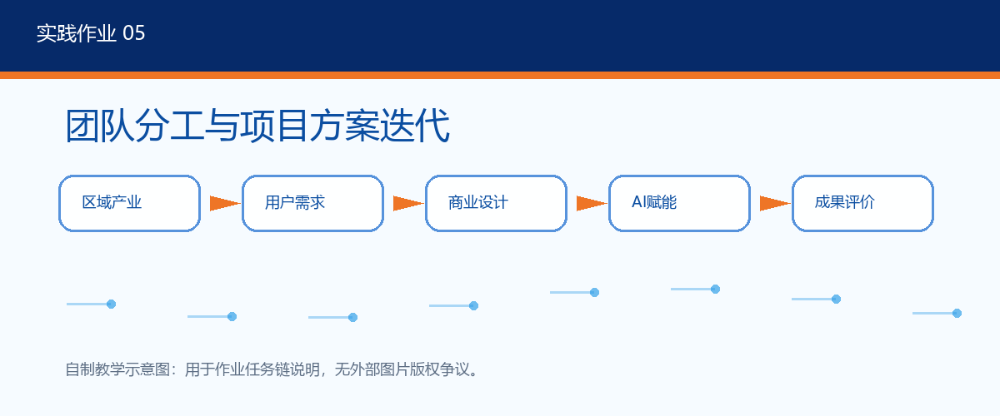 实践作业 05
团队分工与项目方案迭代
区域产业
用户需求
商业设计
AI赋能
成果评价
自制教学示意图：用于作业任务链说明，无外部图片版权争议。